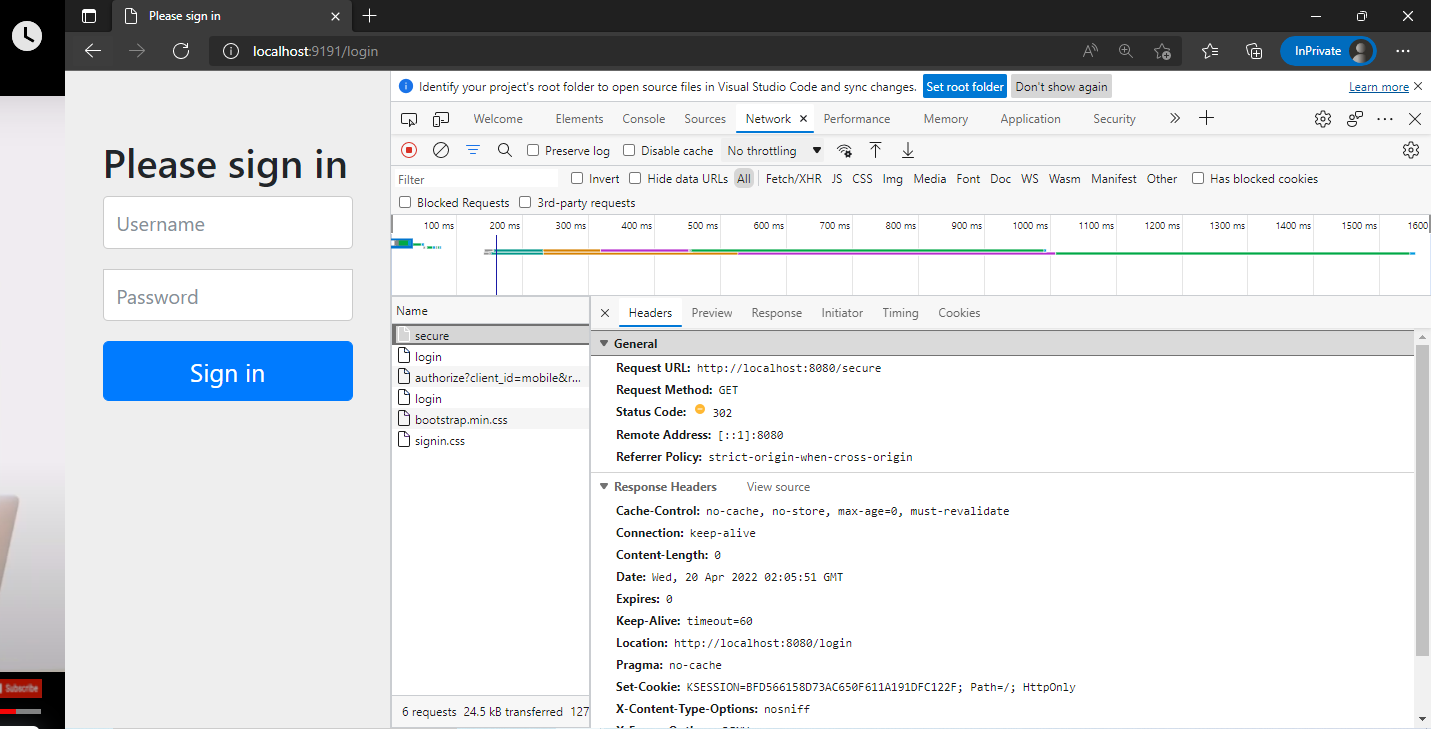 Please sign in
localhost:9191/login
InPrivate
Please sign in
Username
Password
Sign in
Subscribe
Identify your project's root folder to open source files in Visual Studio Code and sync changes. Set root folder Don't show again Learn more
Welcome Elements Console Sources Network Performance Memory Application Security
Preserve log Disable cache No throttling
Filter Invert Hide data URLs All Fetch/XHR JS CSS Img Media Font Doc WS Wasm Manifest Other Has blocked cookies
Blocked Requests 3rd-party requests
100 ms 200 ms 300 ms 400 ms 500 ms 600 ms 700 ms 800 ms 900 ms 1000 ms 1100 ms 1200 ms 1300 ms 1400 ms 1500 ms 1600
Name
secure
login
authorize?client_id=mobile&r...
login
bootstrap.min.css
signin.css
6 requests 24.5 kB transferred 127
Headers Preview Response Initiator Timing Cookies
General
Request URL: http://localhost:8080/secure
Request Method: GET
Status Code: 302
Remote Address: [::1]:8080
Referrer Policy: strict-origin-when-cross-origin
Response Headers View source
Cache-Control: no-cache, no-store, max-age=0, must-revalidate
Connection: keep-alive
Content-Length: 0
Date: Wed, 20 Apr 2022 02:05:51 GMT
Expires: 0
Keep-Alive: timeout=60
Location: http://localhost:8080/login
Pragma: no-cache
Set-Cookie: KSESSION=BFD566158D73AC650F611A191DFC122F; Path=/; HttpOnly
X-Content-Type-Options: nosniff